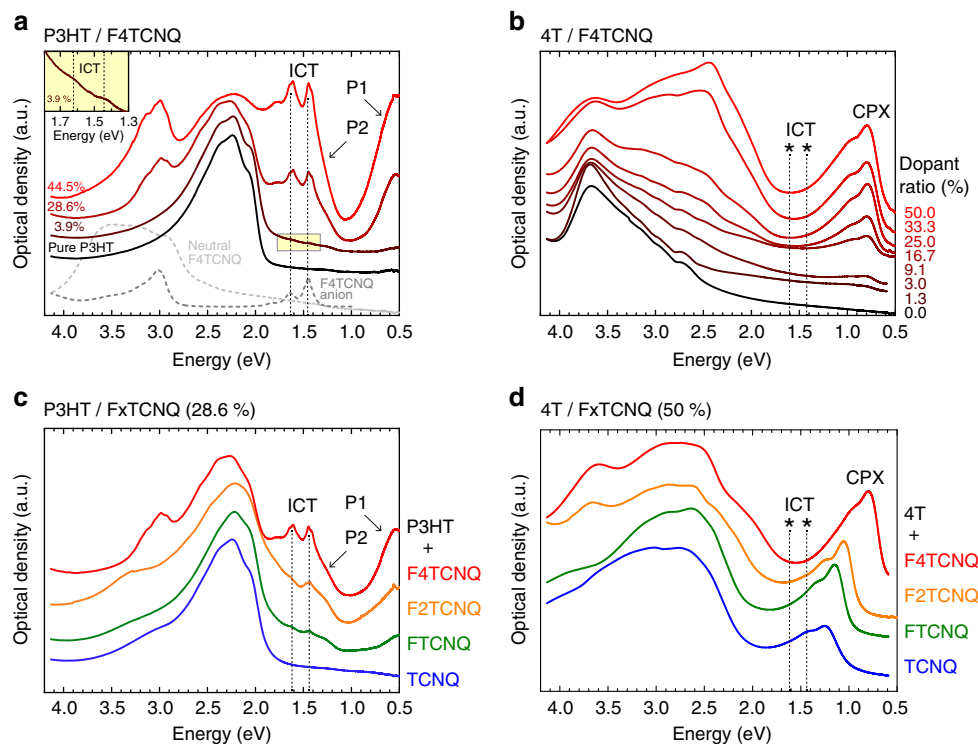 a
P3HT / F4TCNQ
Optical density (a.u.)
ICT
3.9 %
1.7 1.5 1.3
Energy (eV)
ICT
P1
P2
44.5%
28.6%
3.9%
Pure P3HT
Neutral
F4TCNQ
F4TCNQ
anion
4.0 3.5 3.0 2.5 2.0 1.5 1.0 0.5
Energy (eV)
b
4T / F4TCNQ
Optical density (a.u.)
ICT
* *
CPX
Dopant
ratio (%)
50.0
33.3
25.0
16.7
9.1
3.0
1.3
0.0
4.0 3.5 3.0 2.5 2.0 1.5 1.0 0.5
Energy (eV)
c
P3HT / FxTCNQ (28.6 %)
Optical density (a.u.)
ICT
P1
P2
P3HT
+
F4TCNQ
F2TCNQ
FTCNQ
TCNQ
4.0 3.5 3.0 2.5 2.0 1.5 1.0 0.5
Energy (eV)
d
4T / FxTCNQ (50 %)
Optical density (a.u.)
ICT
* *
CPX
4T
+
F4TCNQ
F2TCNQ
FTCNQ
TCNQ
4.0 3.5 3.0 2.5 2.0 1.5 1.0 0.5
Energy (eV)